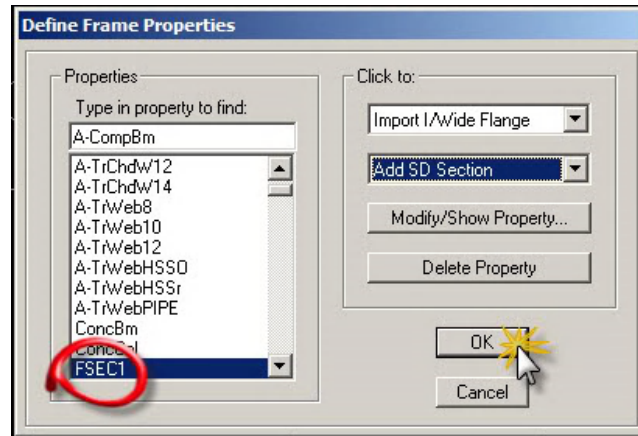 Define Frame Properties
Properties
Type in property to find:
A-CompBm
A-TrChdW12
A-TrChdW14
A-TrWeb8
A-TrWeb10
A-TrWeb12
A-TrWebHSSO
A-TrWebHSSr
A-TrWebPIPE
ConcBm
ConcCol
FSEC1
Click to:
Import I/Wide Flange
Add SD Section
Modify/Show Property...
Delete Property
OK
Cancel